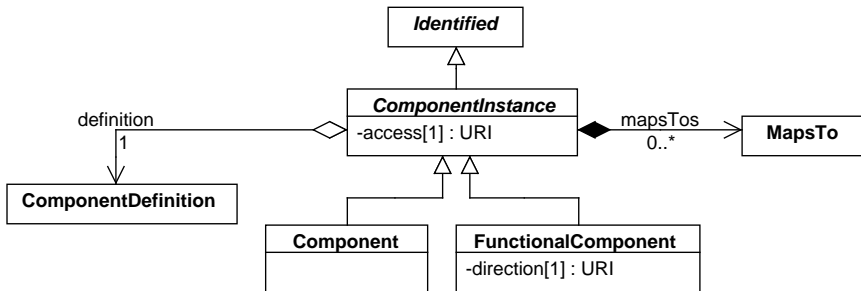 Identified
ComponentInstance
-access[1] : URI
definition
1
mapsTos
0..*
MapsTo
ComponentDefinition
Component
FunctionalComponent
-direction[1] : URI